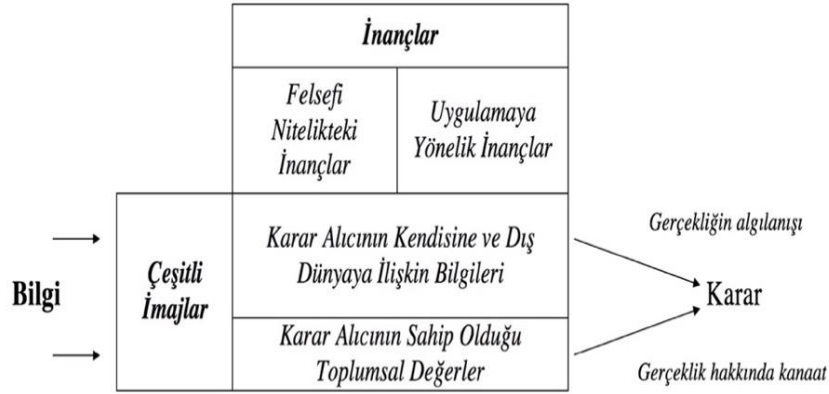 İnançlar
Felsefi
Nitelikteki
İnançlar
Uygulamaya
Yönelik İnançlar
Bilgi
Çeşitli
İmajlar
Karar Alıcının Kendisine ve Dış
Dünyaya İlişkin Bilgileri
Karar Alıcının Sahip Olduğu
Toplumsal Değerler
Gerçekliğin algılanışı
Karar
Gerçeklik hakkında kanaat